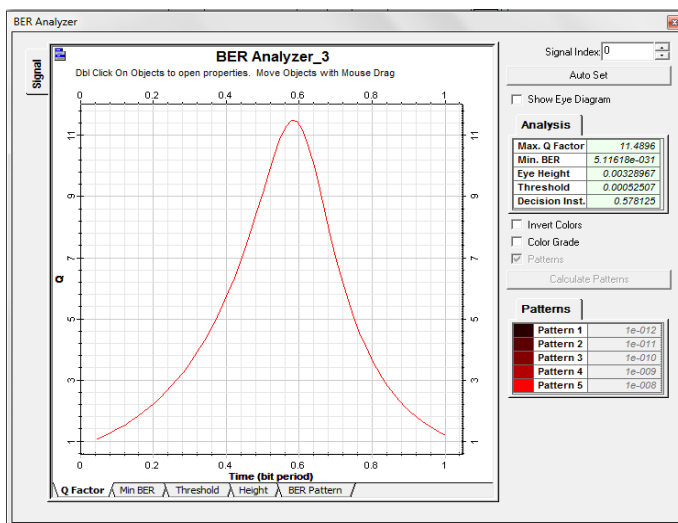 BER Analyzer
Signal
BER Analyzer_3
Dbl Click On Objects to open properties.  Move Objects with Mouse Drag
0 0.2 0.4 0.6 0.8 1
11 11
9 9
7 7
Q
5 5
3 3
1 1
0 0.2 0.4 0.6 0.8 1
Time (bit period)
Q Factor Min BER Threshold Height BER Pattern
Signal Index: 0
Auto Set
Show Eye Diagram
Analysis
Max. Q Factor 11.4896
Min. BER 5.11618e-031
Eye Height 0.00328967
Threshold 0.00052507
Decision Inst. 0.578125
Invert Colors
Color Grade
Patterns
Calculate Patterns
Patterns
Pattern 1 1e-012
Pattern 2 1e-011
Pattern 3 1e-010
Pattern 4 1e-009
Pattern 5 1e-008